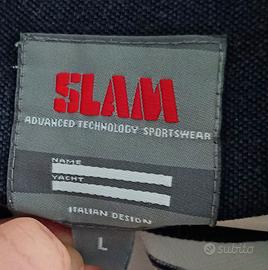 SLAM
ADVANCED TECHNOLOGY SPORTSWEAR
NAME
YACHT
ITALIAN DESIGN
L
subito